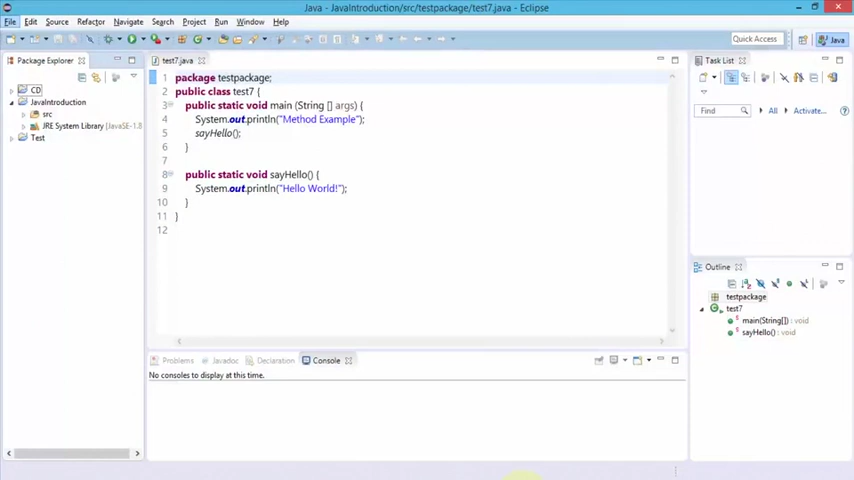 Java - JavaIntroduction/src/testpackage/test7.java - Eclipse
File Edit Source Refactor Navigate Search Project Run Window Help
Quick Access
Java
Package Explorer
CD
JavaIntroduction
src
JRE System Library [JavaSE-1.8
Test
test7.java
1 package testpackage;
2 public class test7 {
3 public static void main (String [] args) {
4 System.out.println("Method Example");
5 sayHello();
6 }
7
8 public static void sayHello() {
9 System.out.println("Hello World!");
10 }
11 }
12
Task List
Find All Activate...
Outline
testpackage
test7
main(String[]) : void
sayHello() : void
Problems Javadoc Declaration Console
No consoles to display at this time.